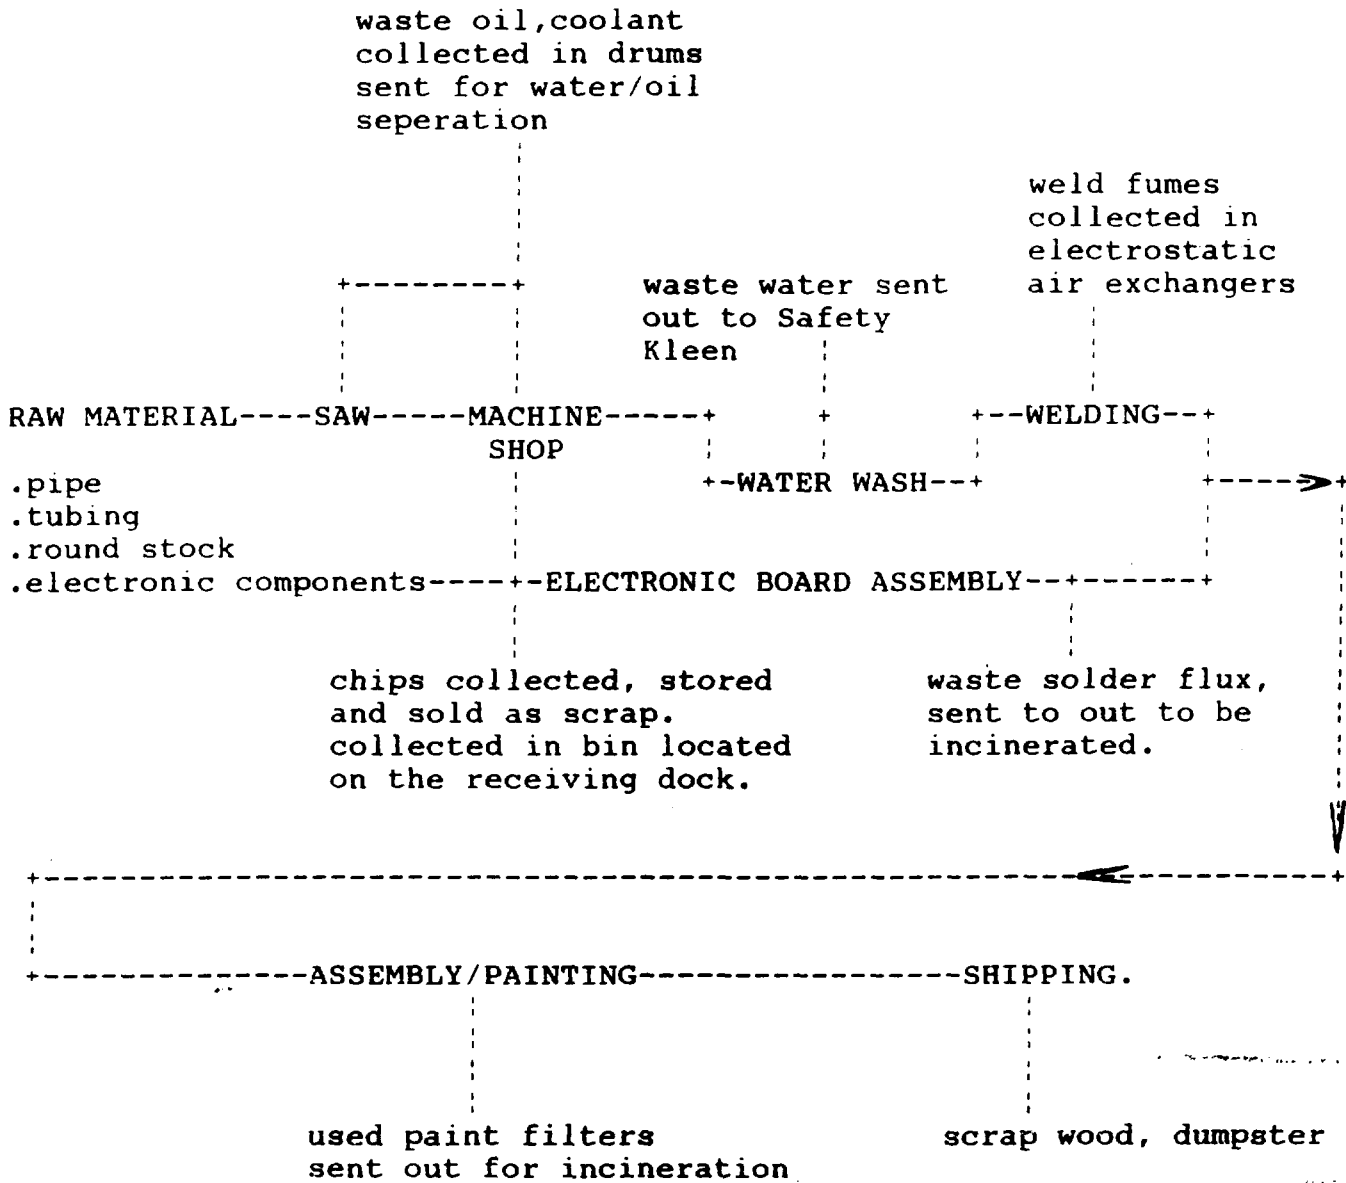 waste oil,coolant
collected in drums
sent for water/oil
seperation
weld fumes
collected in
electrostatic
air exchangers
waste water sent
out to Safety
Kleen
RAW MATERIAL----SAW-----MACHINE-----+ + +--WELDING--+
SHOP
.pipe
+-WATER WASH--+
.tubing
.round stock
.electronic components----+-ELECTRONIC BOARD ASSEMBLY--+------+
chips collected, stored
and sold as scrap.
collected in bin located
on the receiving dock.
waste solder flux,
sent to out to be
incinerated.
+--------------ASSEMBLY/PAINTING-----------------SHIPPING.
used paint filters
sent out for incineration
scrap wood, dumpster